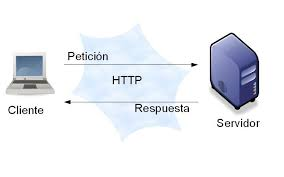 Petición
HTTP
Respuesta
Cliente
Servidor